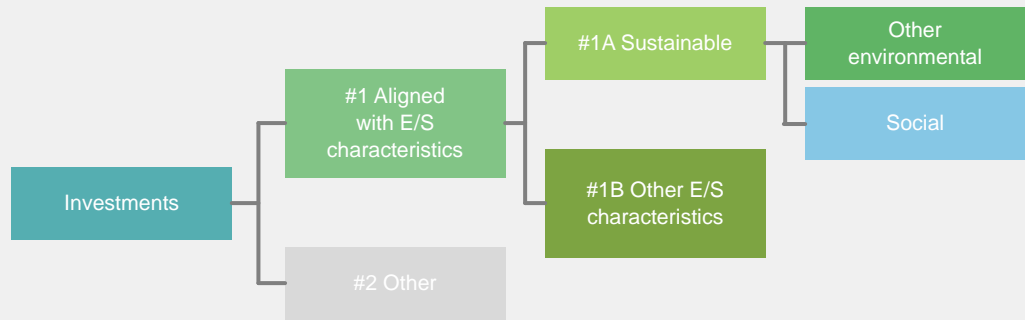 Investments
#1 Aligned
with E/S
characteristics
#2 Other
#1A Sustainable
#1B Other E/S
characteristics
Other
environmental
Social